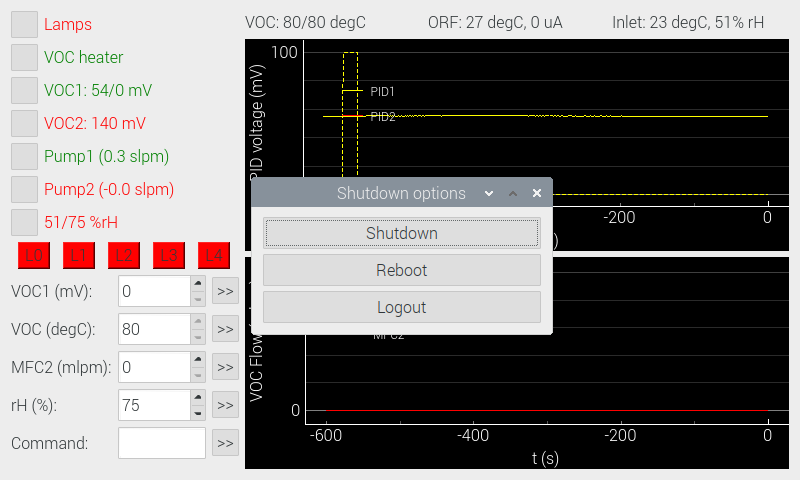 Lamps
VOC heater
VOC1: 54/0 mV
VOC2: 140 mV
Pump1 (0.3 slpm)
Pump2 (-0.0 slpm)
51/75 %rH
L0 L1 L2 L3 L4
VOC1 (mV): 0 >>
VOC (degC): 80 >>
MFC2 (mlpm): 0 >>
rH (%): 75 >>
Command: >>
VOC: 80/80 degC ORF: 27 degC, 0 uA Inlet: 23 degC, 51% rH
PID voltage (mV)
100
PID1
PID2
-200 0
Shutdown options
Shutdown
Reboot
Logout
VOC Flow
MFC2
0
-600 -400 -200 0
t (s)